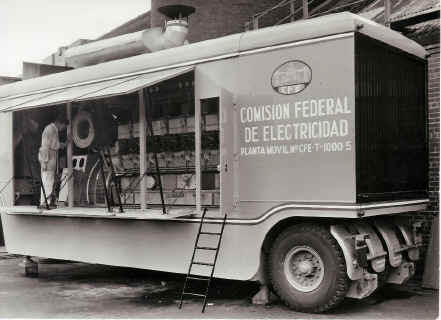 COMISION FEDERAL
DE ELECTRICIDAD
PLANTA MOVIL Nº CFE-T-1000 5